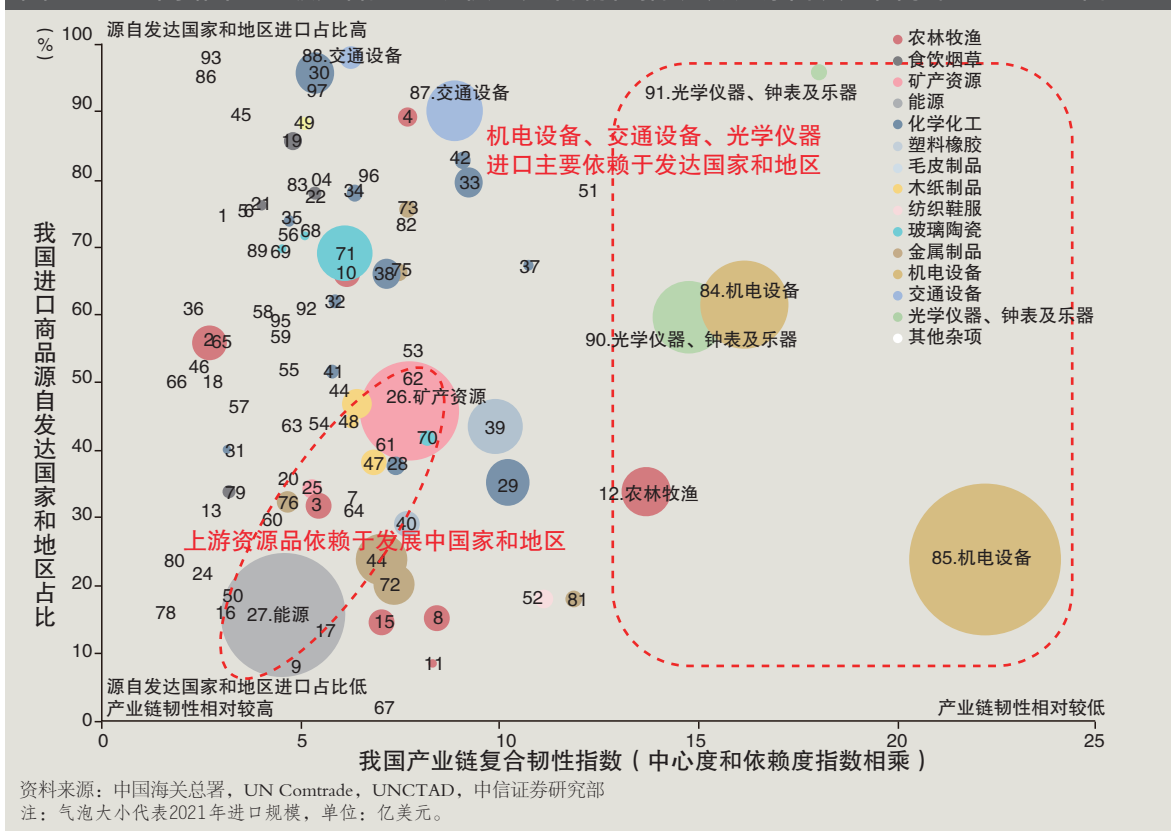 (%)
源自发达国家和地区进口占比高
100
90
80
70
60
50
40
30
20
10
0
我国进口商品源自发达国家和地区占比
93
86
88.交通设备
30
97
87.交通设备
45
49
19
4
42
33
91.光学仪器、钟表及乐器
机电设备、交通设备、光学仪器
进口主要依赖于发达国家和地区
51
农林牧渔
食饮烟草
矿产资源
能源
化学化工
塑料橡胶
毛皮制品
木纸制品
纺织鞋服
玻璃陶瓷
金属制品
机电设备
交通设备
光学仪器、钟表及乐器
其他杂项
83
04
22
96
34
1
5
6
21
35
56
68
73
82
89
69
71
10
38
75
37
36
58
92
32
95
59
84.机电设备
90.光学仪器、钟表及乐器
2
65
46
66
18
55
41
44
53
62
26.矿产资源
57
63
54
48
61
70
39
31
47
28
29
12.农林牧渔
79
20
25
76
3
7
64
13
60
40
上游资源品依赖于发展中国家和地区
80
24
44
72
85.机电设备
50
78
16
27.能源
17
15
8
52
81
9
11
源自发达国家和地区进口占比低
产业链韧性相对较高
67
产业链韧性相对较低
0
5
10
15
20
25
我国产业链复合韧性指数（中心度和依赖度指数相乘）
资料来源：中国海关总署，UN Comtrade，UNCTAD，中信证券研究部
注：气泡大小代表2021年进口规模，单位：亿美元。